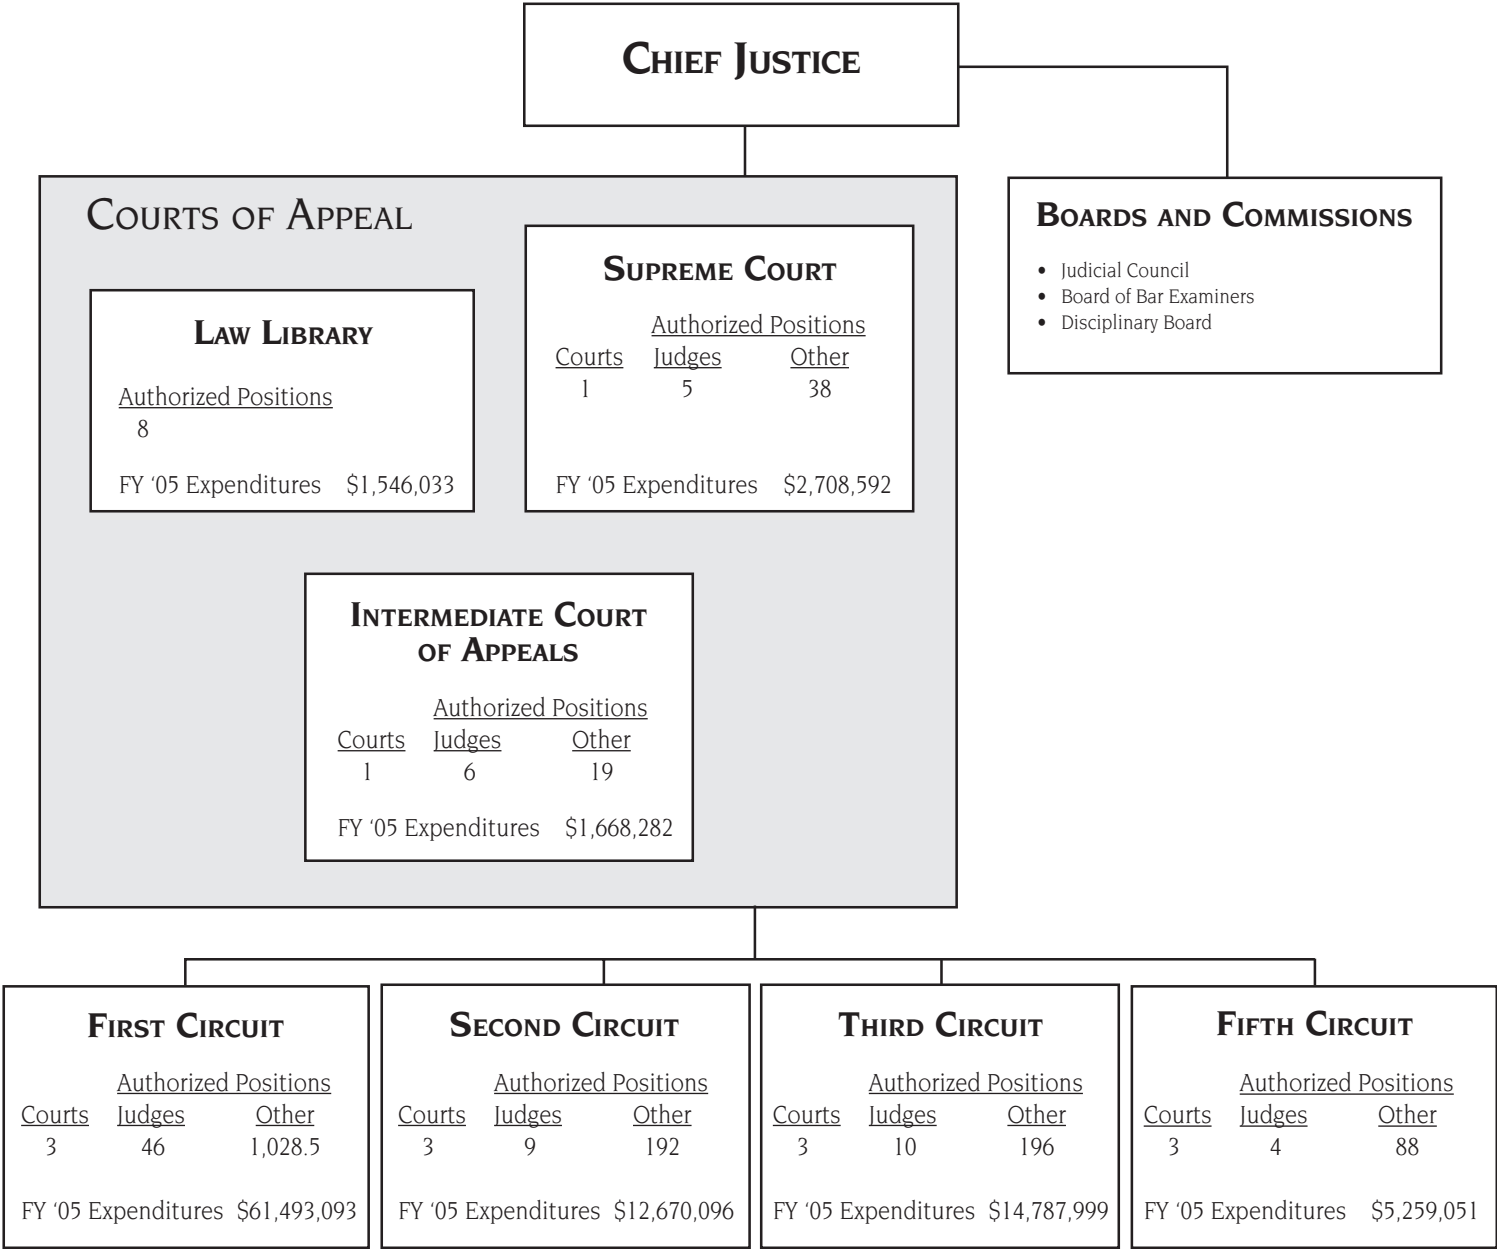 CHIEF JUSTICE
COURTS OF APPEAL
LAW LIBRARY
Authorized Positions
8
FY ‘05 Expenditures $1,546,033
SUPREME COURT
Authorized Positions
Courts Judges Other
1 5 38
FY ‘05 Expenditures $2,708,592
BOARDS AND COMMISSIONS
• Judicial Council
• Board of Bar Examiners
• Disciplinary Board
INTERMEDIATE COURT
OF APPEALS
Authorized Positions
Courts Judges Other
1 6 19
FY ‘05 Expenditures $1,668,282
FIRST CIRCUIT
Authorized Positions
Courts Judges Other
3 46 1,028.5
FY ‘05 Expenditures $61,493,093
SECOND CIRCUIT
Authorized Positions
Courts Judges Other
3 9 192
FY ‘05 Expenditures $12,670,096
THIRD CIRCUIT
Authorized Positions
Courts Judges Other
3 10 196
FY ‘05 Expenditures $14,787,999
FIFTH CIRCUIT
Authorized Positions
Courts Judges Other
3 4 88
FY ‘05 Expenditures $5,259,051